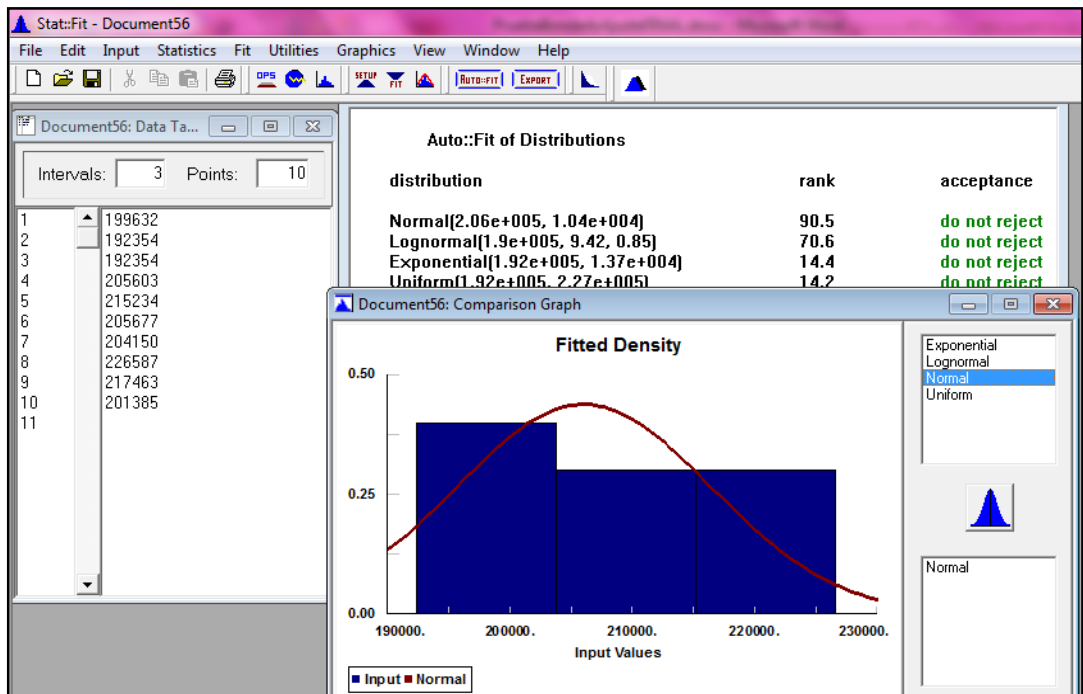 Stat::Fit - Document56
File Edit Input Statistics Fit Utilities Graphics View Window Help
OPS SETUP FIT AUTO::FIT EXPORT
Document56: Data Ta...
Intervals: 3 Points: 10
1 199632
2 192354
3 192354
4 205603
5 215234
6 205677
7 204150
8 226587
9 217463
10 201385
11
Auto::Fit of Distributions
distribution rank acceptance
Normal(2.06e+005, 1.04e+004) 90.5 do not reject
Lognormal(1.9e+005, 9.42, 0.85) 70.6 do not reject
Exponential(1.92e+005, 1.37e+004) 14.4 do not reject
Uniform(1.92e+005, 2.27e+005) 14.2 do not reject
Document56: Comparison Graph
Fitted Density
0.50
0.25
0.00
190000. 200000. 210000. 220000. 230000.
Input Values
Input Normal
Exponential
Lognormal
Normal
Uniform
Normal